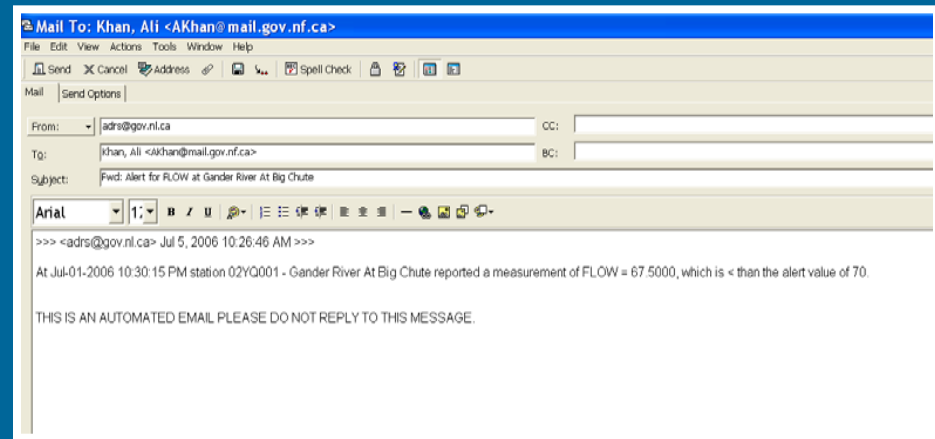 Mail To: Khan, Ali <AKhan@mail.gov.nf.ca>
File Edit View Actions Tools Window Help
Send Cancel Address Spell Check
Mail Send Options
From: adrs@gov.nl.ca CC:
To: Khan, Ali <AKhan@mail.gov.nf.ca> BC:
Subject: Fwd: Alert for FLOW at Gander River At Big Chute
Arial B I U
>>> <adrs@gov.nl.ca> Jul 5, 2006 10:26:46 AM >>>
At Jul-01-2006 10:30:15 PM station 02YQ001 - Gander River At Big Chute reported a measurement of FLOW = 67.5000, which is < than the alert value of 70.
THIS IS AN AUTOMATED EMAIL PLEASE DO NOT REPLY TO THIS MESSAGE.